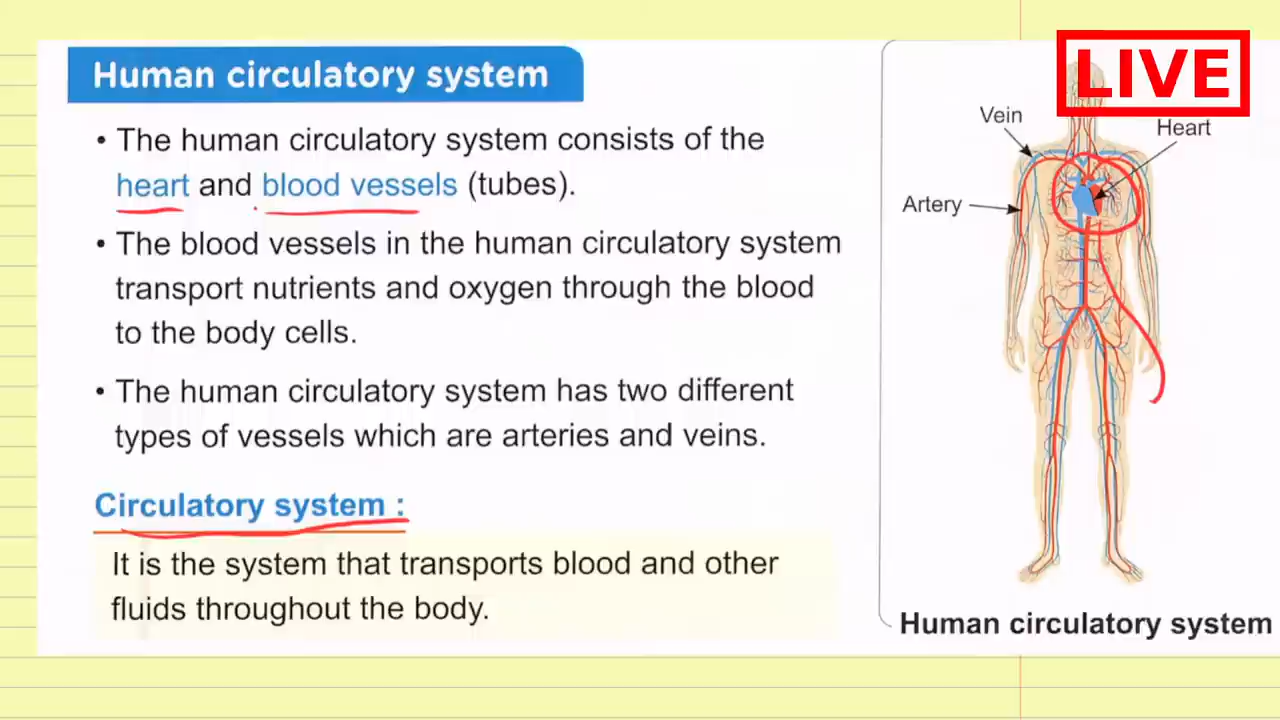 Human circulatory system
• The human circulatory system consists of the
heart and blood vessels (tubes).
• The blood vessels in the human circulatory system
transport nutrients and oxygen through the blood
to the body cells.
• The human circulatory system has two different
types of vessels which are arteries and veins.
Circulatory system :
It is the system that transports blood and other
fluids throughout the body.
LIVE
Vein
Heart
Artery
Human circulatory system